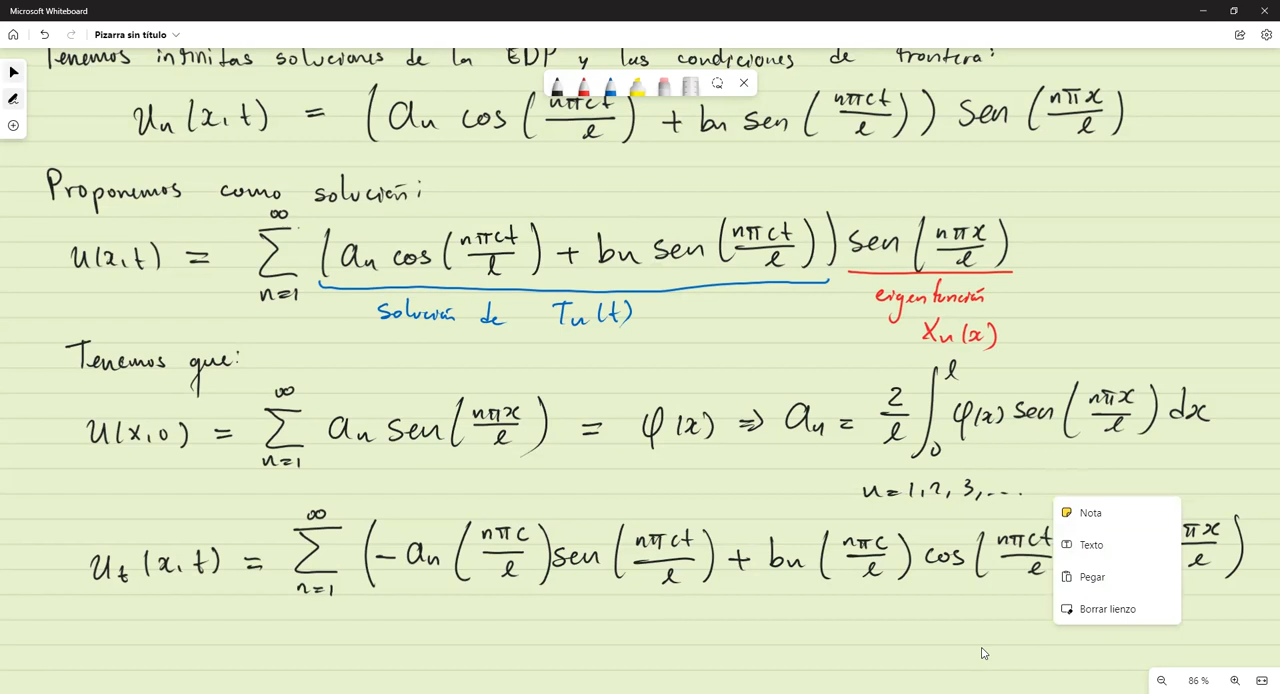 Microsoft Whiteboard
Pizarra sin título
Tenemos infinitas soluciones de la EDP y las condiciones de frontera:
Un(x,t) = (an cos(nπct/l) + bn sen(nπct/l)) sen(nπx/l)
Proponemos como solución:
u(x,t) = ∑_{n=1}^{∞} (an cos(nπct/l) + bn sen(nπct/l)) sen(nπx/l)
solución de Tn(t)
eigenfunción
Xn(x)
Tenemos que:
u(x,0) = ∑_{n=1}^{∞} an sen(nπx/l) = φ(x) ⇒ an = 2/l ∫_0^l φ(x) sen(nπx/l) dx
n=1,2,3,...
ut(x,t) = ∑_{n=1}^{∞} (-an (nπc/l) sen(nπct/l) + bn (nπc/l) cos(nπct/l πx/l)
Nota
Texto
Pegar
Borrar lienzo
86 %